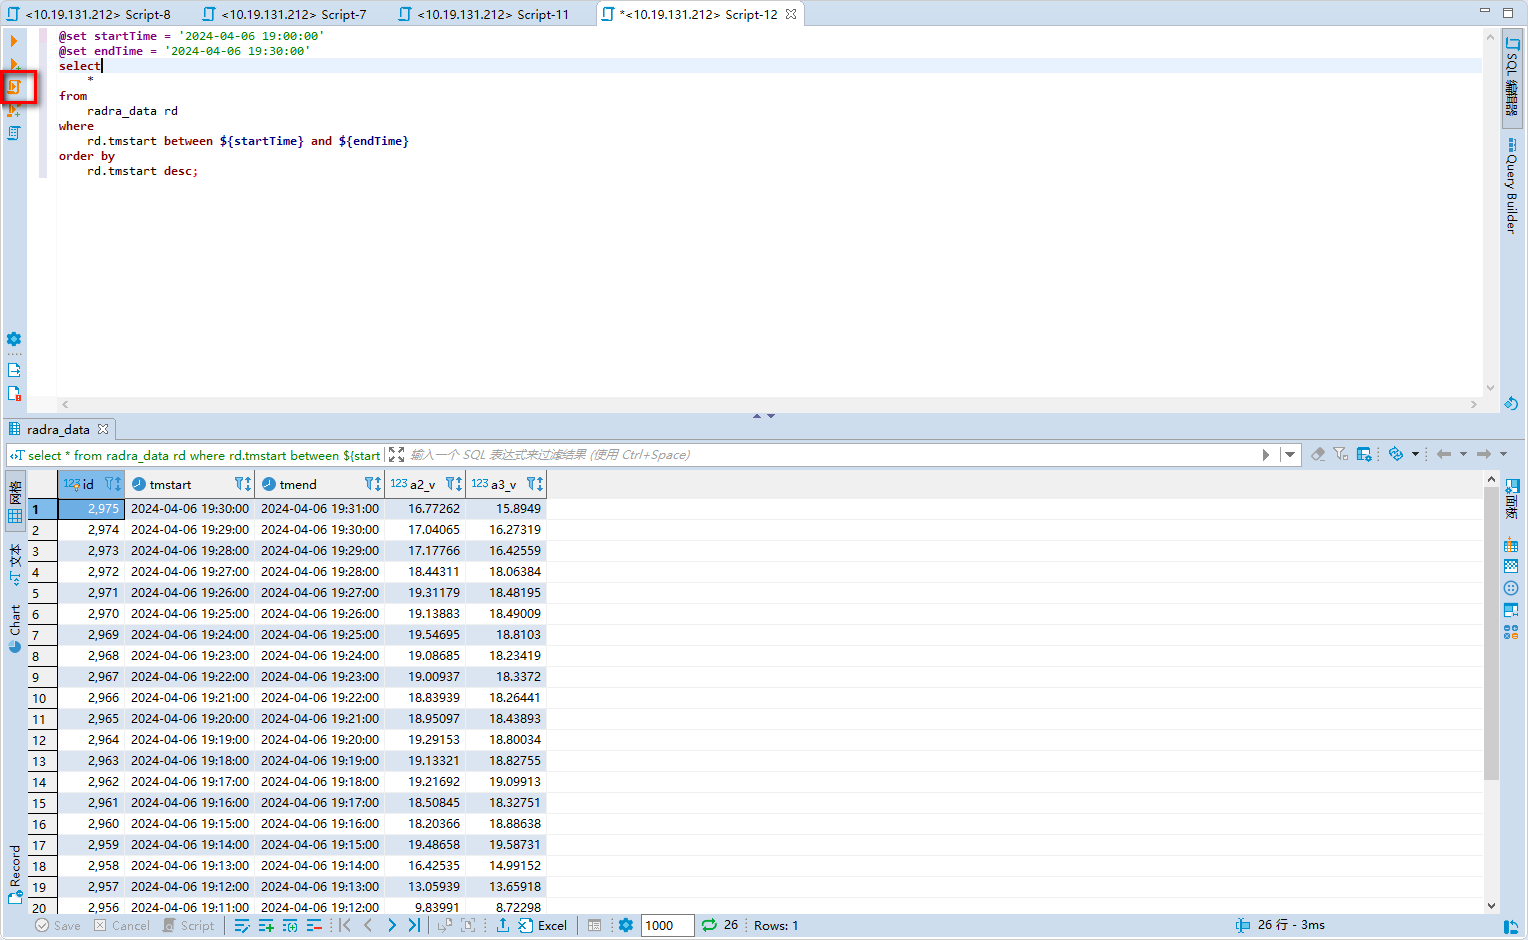 <10.19.131.212> Script-8
<10.19.131.212> Script-7
<10.19.131.212> Script-11
*<10.19.131.212> Script-12
@set startTime = '2024-04-06 19:00:00'
@set endTime = '2024-04-06 19:30:00'
select
*
from
radra_data rd
where
rd.tmstart between ${startTime} and ${endTime}
order by
rd.tmstart desc;
SQL 编辑器
Query Builder
radra_data
select * from radra_data rd where rd.tmstart between ${start
输入一个 SQL 表达式来过滤结果 (使用 Ctrl+Space)
网格
文本
Chart
Record
面板
123 id tmstart tmend 123 a2_v 123 a3_v
1 2,975 2024-04-06 19:30:00 2024-04-06 19:31:00 16.77262 15.8949
2 2,974 2024-04-06 19:29:00 2024-04-06 19:30:00 17.04065 16.27319
3 2,973 2024-04-06 19:28:00 2024-04-06 19:29:00 17.17766 16.42559
4 2,972 2024-04-06 19:27:00 2024-04-06 19:28:00 18.44311 18.06384
5 2,971 2024-04-06 19:26:00 2024-04-06 19:27:00 19.31179 18.48195
6 2,970 2024-04-06 19:25:00 2024-04-06 19:26:00 19.13883 18.49009
7 2,969 2024-04-06 19:24:00 2024-04-06 19:25:00 19.54695 18.8103
8 2,968 2024-04-06 19:23:00 2024-04-06 19:24:00 19.08685 18.23419
9 2,967 2024-04-06 19:22:00 2024-04-06 19:23:00 19.00937 18.3372
10 2,966 2024-04-06 19:21:00 2024-04-06 19:22:00 18.83939 18.26441
11 2,965 2024-04-06 19:20:00 2024-04-06 19:21:00 18.95097 18.43893
12 2,964 2024-04-06 19:19:00 2024-04-06 19:20:00 19.29153 18.80034
13 2,963 2024-04-06 19:18:00 2024-04-06 19:19:00 19.13321 18.82755
14 2,962 2024-04-06 19:17:00 2024-04-06 19:18:00 19.21692 19.09913
15 2,961 2024-04-06 19:16:00 2024-04-06 19:17:00 18.50845 18.32751
16 2,960 2024-04-06 19:15:00 2024-04-06 19:16:00 18.20366 18.88638
17 2,959 2024-04-06 19:14:00 2024-04-06 19:15:00 19.48658 19.58731
18 2,958 2024-04-06 19:13:00 2024-04-06 19:14:00 16.42535 14.99152
19 2,957 2024-04-06 19:12:00 2024-04-06 19:13:00 13.05939 13.65918
20 2,956 2024-04-06 19:11:00 2024-04-06 19:12:00 9.83991 8.72298
Save Cancel Script Excel 1000 26 Rows: 1 26 行 - 3ms